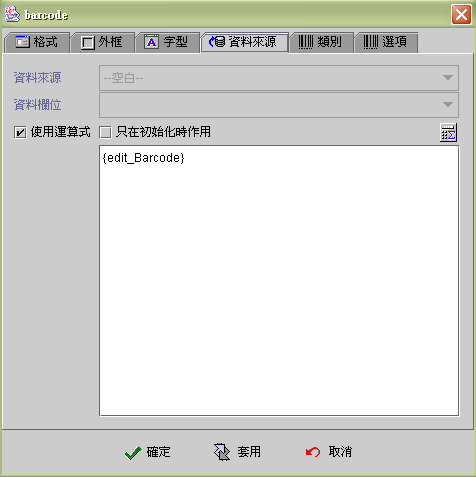 barcode
格式 外框 字型 資料來源 類別 選項
資料來源 --空白--
資料欄位
使用運算式 只在初始化時作用
{edit_Barcode}
確定 套用 取消